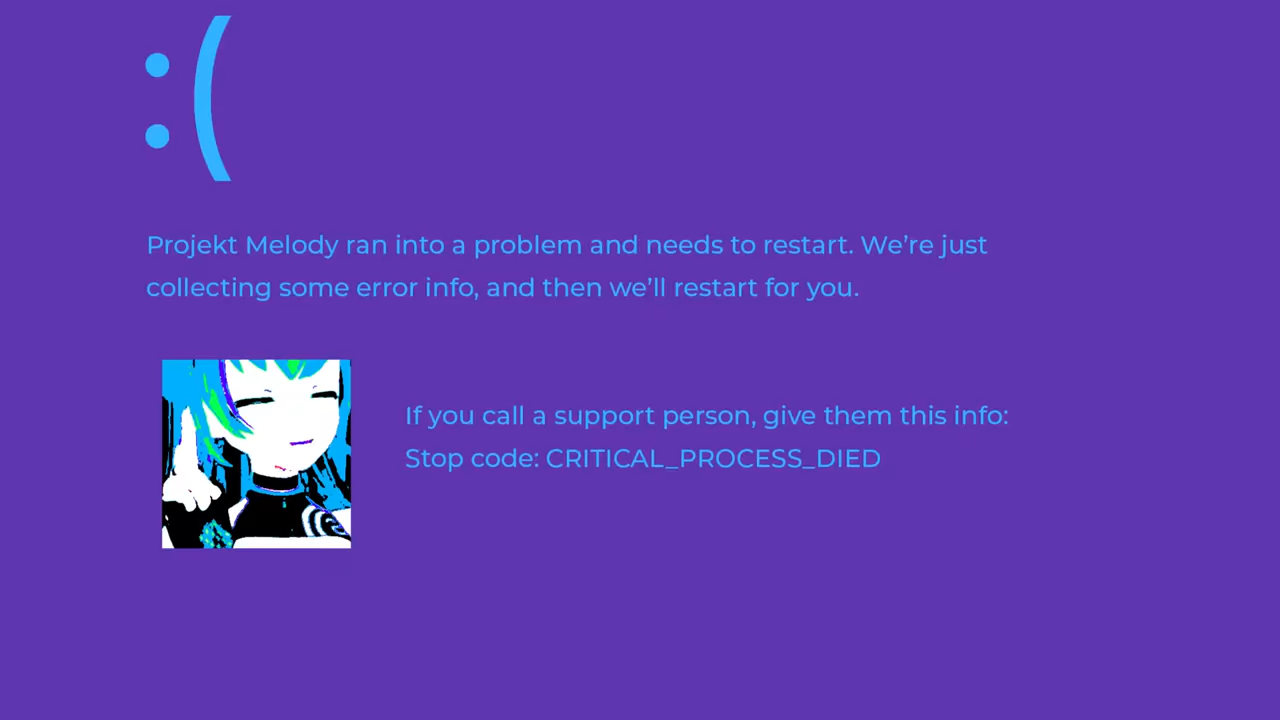 :(
Projekt Melody ran into a problem and needs to restart. We’re just
collecting some error info, and then we’ll restart for you.
If you call a support person, give them this info:
Stop code: CRITICAL_PROCESS_DIED